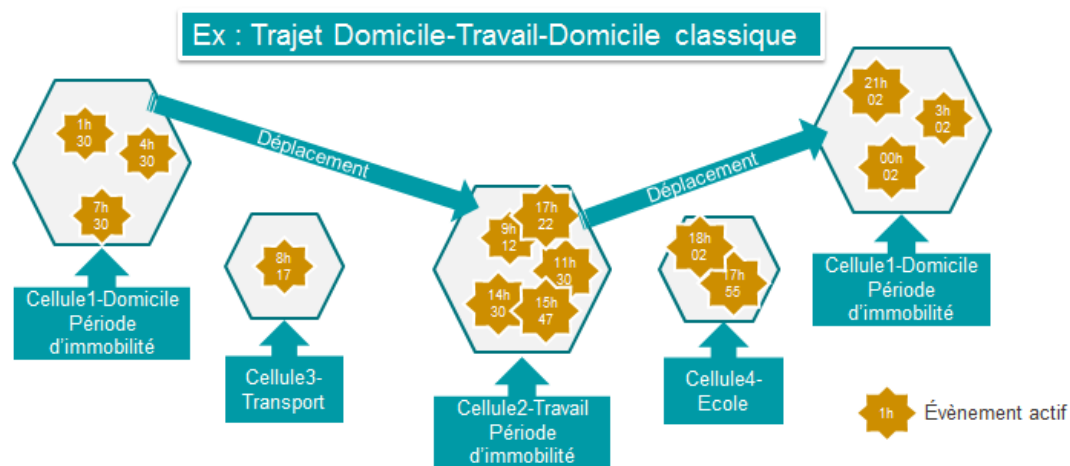 Ex : Trajet Domicile-Travail-Domicile classique
1h
30
4h
30
7h
30
Cellule1-Domicile
Période
d'immobilité
Déplacement
8h
17
Cellule3-
Transport
9h
12
17h
22
11h
30
14h
30
15h
47
Cellule2-Travail
Période
d'immobilité
Déplacement
18h
02
17h
55
Cellule4-
Ecole
21h
02
3h
02
00h
02
Cellule1-Domicile
Période
d'immobilité
1h
Évènement actif